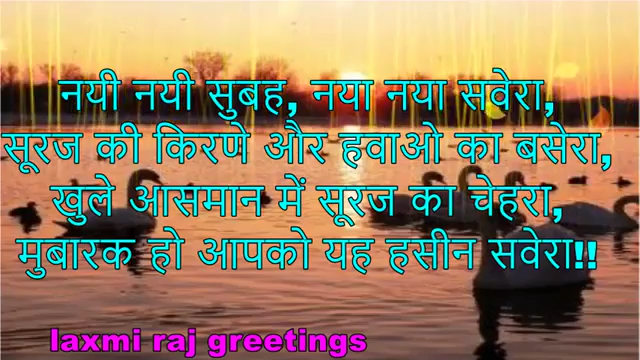 नयी नयी सुबह, नया नया सवेरा,
सूरज की किरणे और हवाओ का बसेरा,
खुले आसमान में सूरज का चेहरा,
मुबारक हो आपको यह हसीन सवेरा!!
laxmi raj greetings